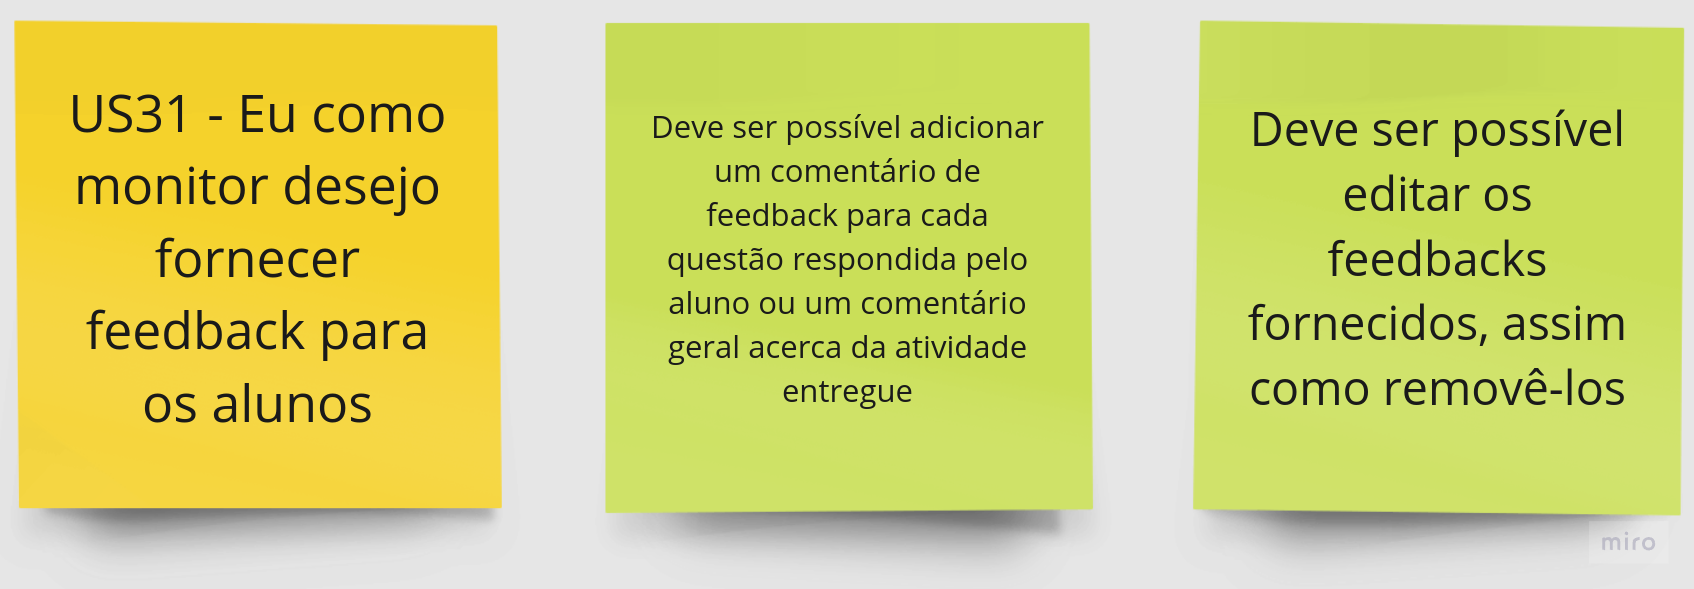 US31 - Eu como
monitor desejo
fornecer
feedback para
os alunos
Deve ser possível adicionar
um comentário de
feedback para cada
questão respondida pelo
aluno ou um comentário
geral acerca da atividade
entregue
Deve ser possível
editar os
feedbacks
fornecidos, assim
como removê-los
miro